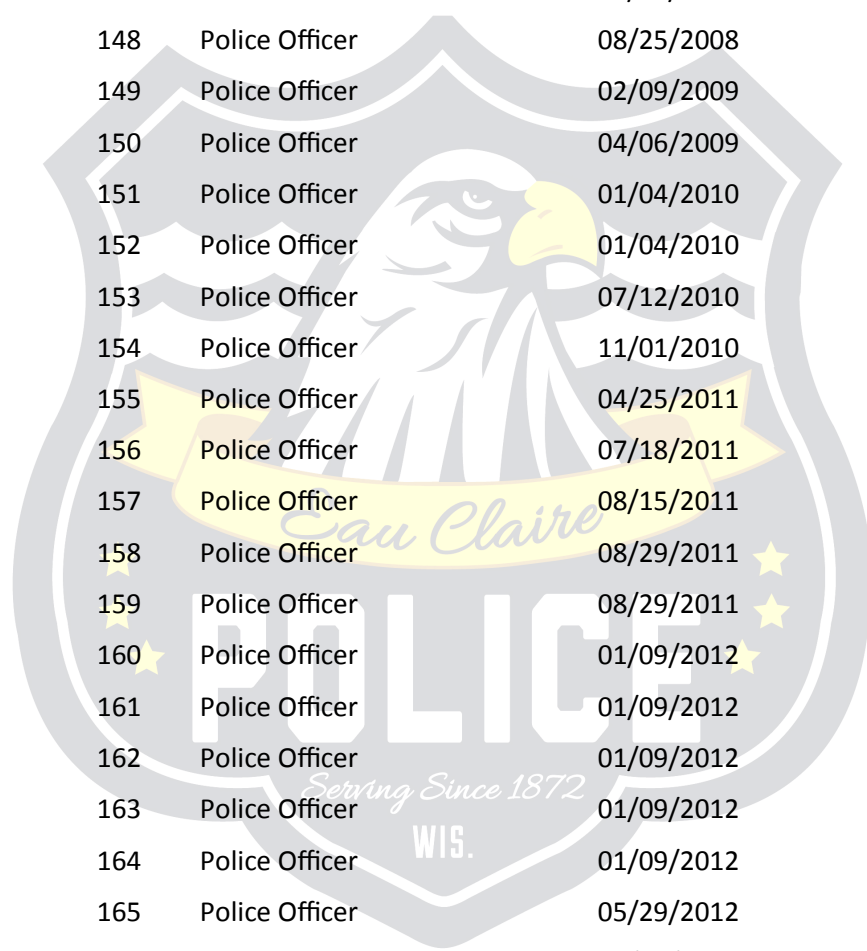 148 Police Officer 08/25/2008
149 Police Officer 02/09/2009
150 Police Officer 04/06/2009
151 Police Officer 01/04/2010
152 Police Officer 01/04/2010
153 Police Officer 07/12/2010
154 Police Officer 11/01/2010
155 Police Officer 04/25/2011
156 Police Officer 07/18/2011
157 Police Officer 08/15/2011
Eau Claire
158 Police Officer 08/29/2011
159 Police Officer 08/29/2011
POLICE
160 Police Officer 01/09/2012
161 Police Officer 01/09/2012
162 Police Officer 01/09/2012
Serving Since 1872
163 Police Officer 01/09/2012
WIS.
164 Police Officer 01/09/2012
165 Police Officer 05/29/2012